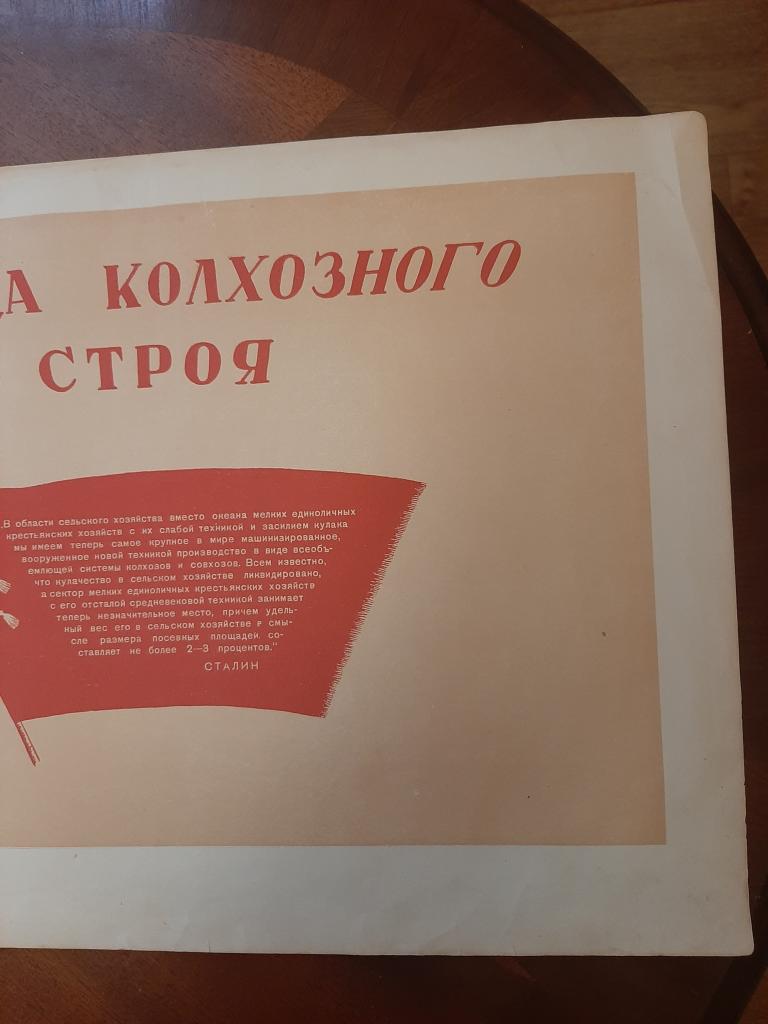 ДА КОЛХОЗНОГО
СТРОЯ
„В области сельского хозяйства вместо океана мелких единоличных
крестьянских хозяйств с их слабой техникой и засилием кулака
мы имеем теперь самое крупное в мире машинизированное,
вооруженное новой техникой производство в виде всеобъ-
емлющей системы колхозов и совхозов. Всем известно,
что кулачество в сельском хозяйстве ликвидировано,
а сектор мелких единоличных крестьянских хозяйств
с его отсталой средневековой техникой занимает
теперь незначительное место, причем удель-
ный вес его в сельском хозяйстве в смы-
сле размера посевных площадей со-
ставляет не более 2—3 процентов."
СТАЛИН